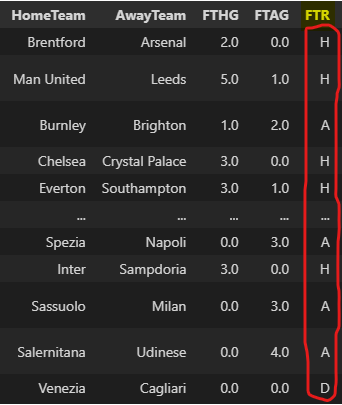 HomeTeam AwayTeam FTHG FTAG FTR
Brentford Arsenal 2.0 0.0 H
Man United Leeds 5.0 1.0 H
Burnley Brighton 1.0 2.0 A
Chelsea Crystal Palace 3.0 0.0 H
Everton Southampton 3.0 1.0 H
... ... ... ... ...
Spezia Napoli 0.0 3.0 A
Inter Sampdoria 3.0 0.0 H
Sassuolo Milan 0.0 3.0 A
Salernitana Udinese 0.0 4.0 A
Venezia Cagliari 0.0 0.0 D